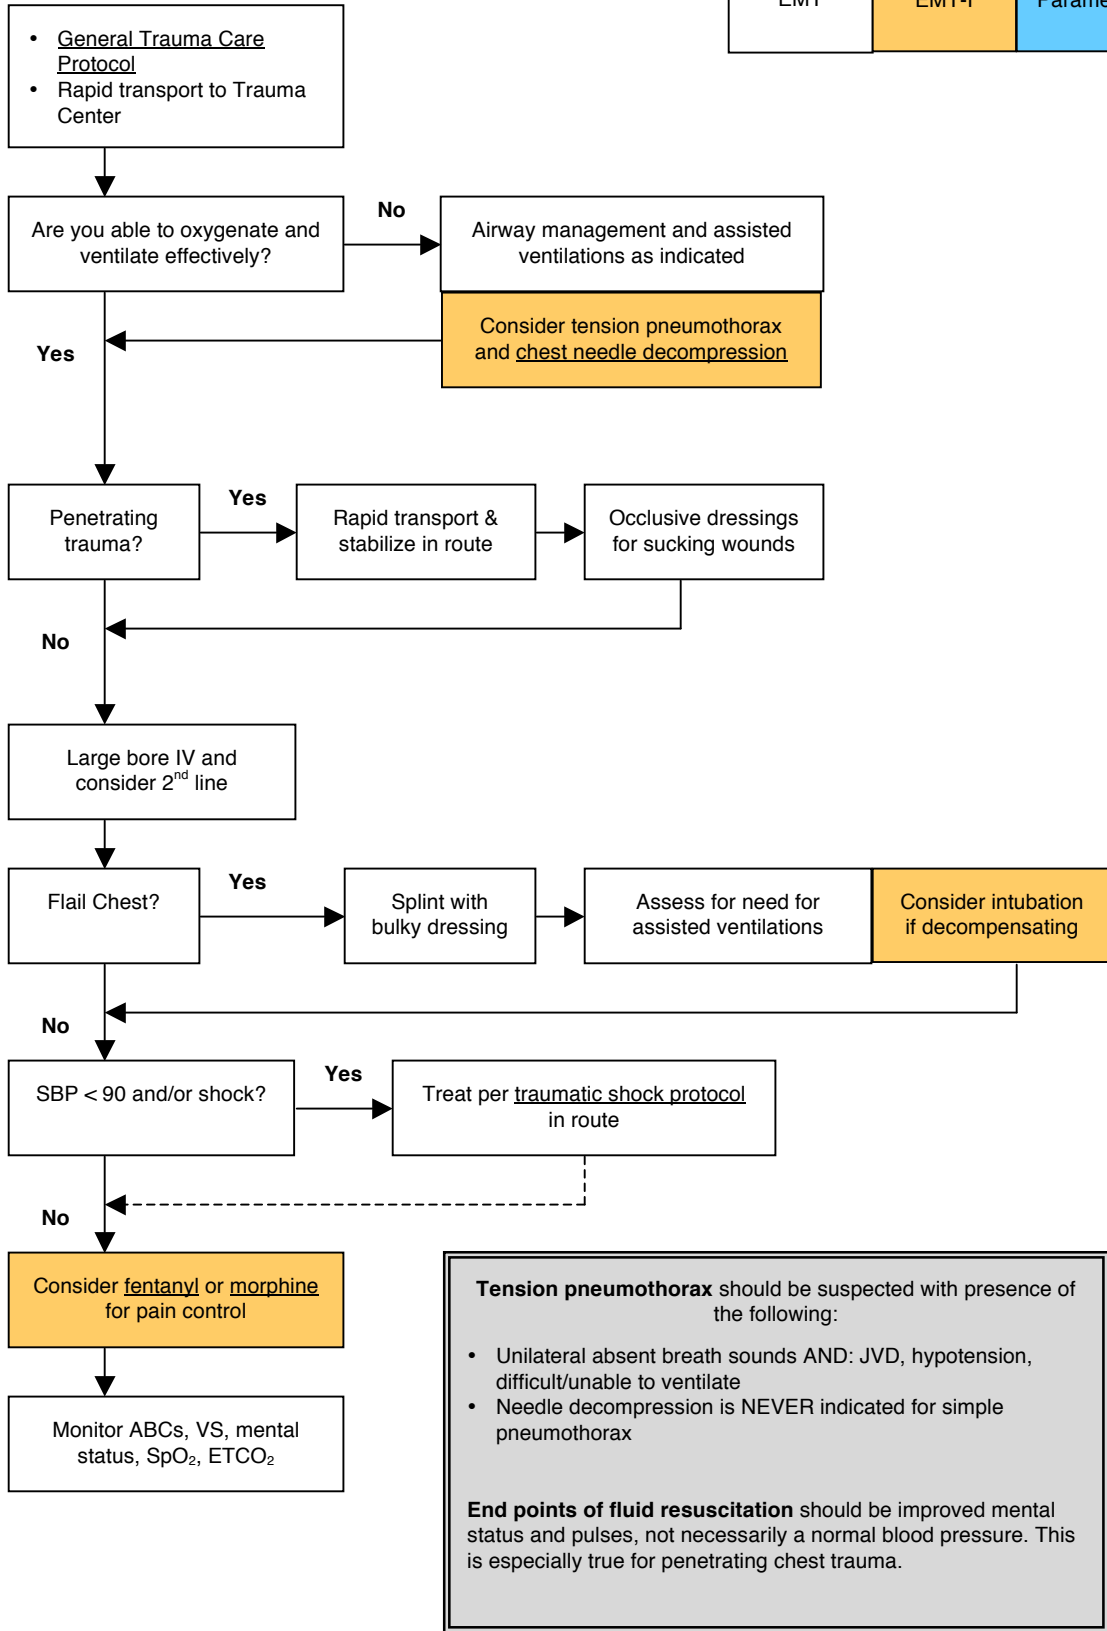 EMT
EMT-I
• General Trauma Care
Protocol
• Rapid transport to Trauma
Center
Are you able to oxygenate and
ventilate effectively?
No
Airway management and assisted
ventilations as indicated
Consider tension pneumothorax
and chest needle decompression
Yes
Penetrating
trauma?
Yes
Rapid transport &
stabilize in route
Occlusive dressings
for sucking wounds
No
Large bore IV and
consider 2nd line
Flail Chest?
Yes
Splint with
bulky dressing
Assess for need for
assisted ventilations
Consider intubation
if decompensating
No
SBP < 90 and/or shock?
Yes
Treat per traumatic shock protocol
in route
No
Consider fentanyl or morphine
for pain control
Monitor ABCs, VS, mental
status, SpO₂, ETCO₂
Tension pneumothorax should be suspected with presence of
the following:
• Unilateral absent breath sounds AND: JVD, hypotension,
difficult/unable to ventilate
• Needle decompression is NEVER indicated for simple
pneumothorax
End points of fluid resuscitation should be improved mental
status and pulses, not necessarily a normal blood pressure. This
is especially true for penetrating chest trauma.